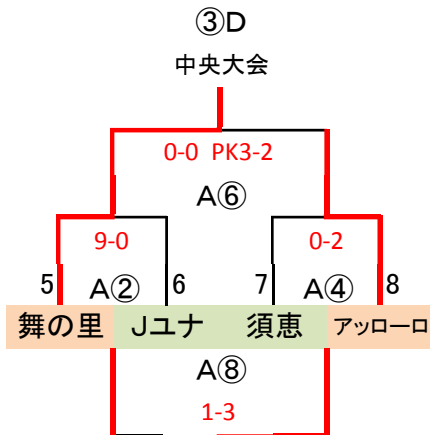 ③D
中央大会
0-0 PK3-2
A⑥
9-0 0-2
5 A② 6 7 A④ 8
舞の里 Jユナ 須恵 アッローロ
A⑧
1-3